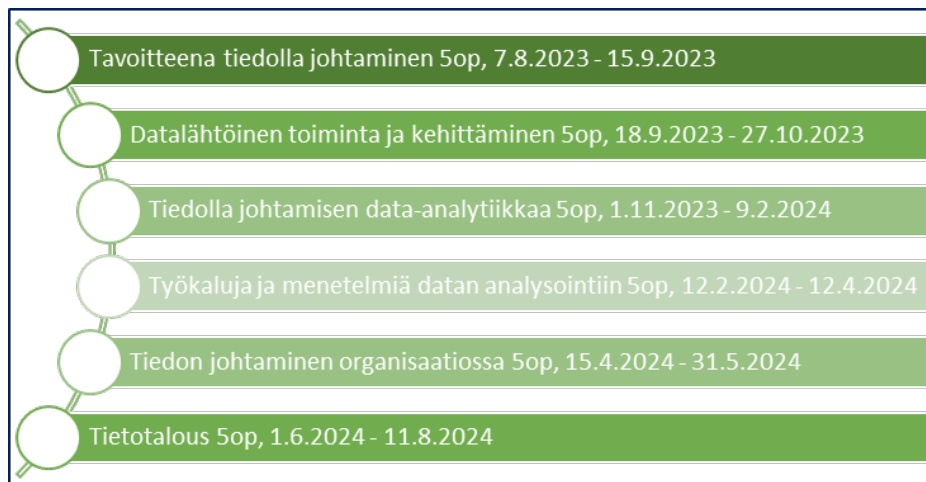 Tavoitteena tiedolla johtaminen 5op, 7.8.2023 - 15.9.2023
Datalähtöinen toiminta ja kehittäminen 5op, 18.9.2023 - 27.10.2023
Tiedolla johtamisen data-analytiikkaa 5op, 1.11.2023 - 9.2.2024
Työkaluja ja menetelmiä datan analysointiin 5op, 12.2.2024 - 12.4.2024
Tiedon johtaminen organisaatiossa 5op, 15.4.2024 - 31.5.2024
Tietotalous 5op, 1.6.2024 - 11.8.2024